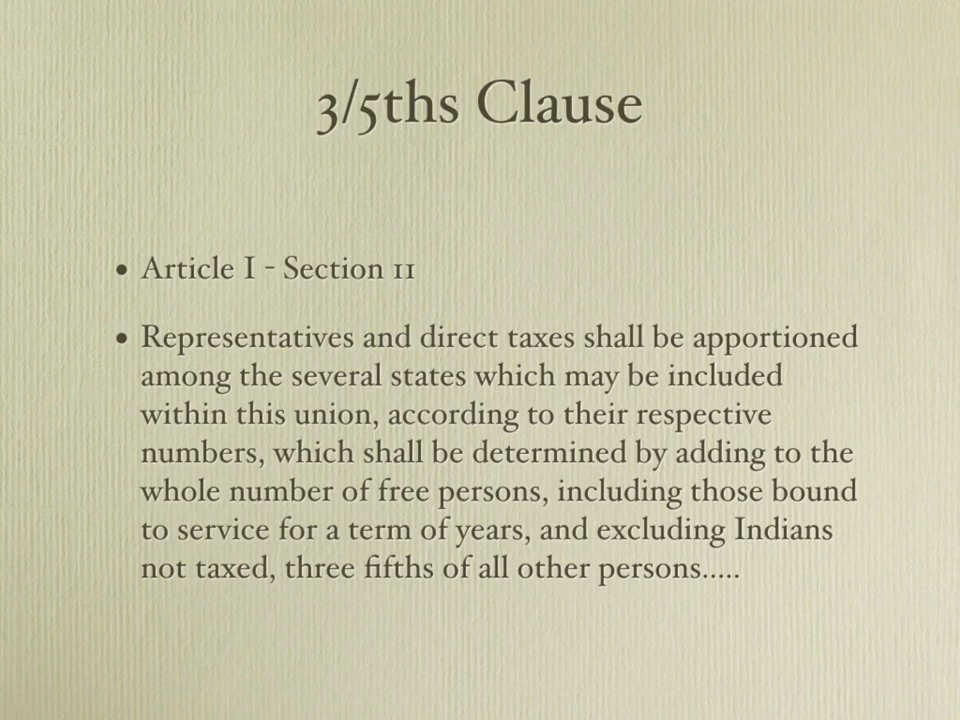 3/5ths Clause
• Article I - Section II
• Representatives and direct taxes shall be apportioned
among the several states which may be included
within this union, according to their respective
numbers, which shall be determined by adding to the
whole number of free persons, including those bound
to service for a term of years, and excluding Indians
not taxed, three fifths of all other persons.....